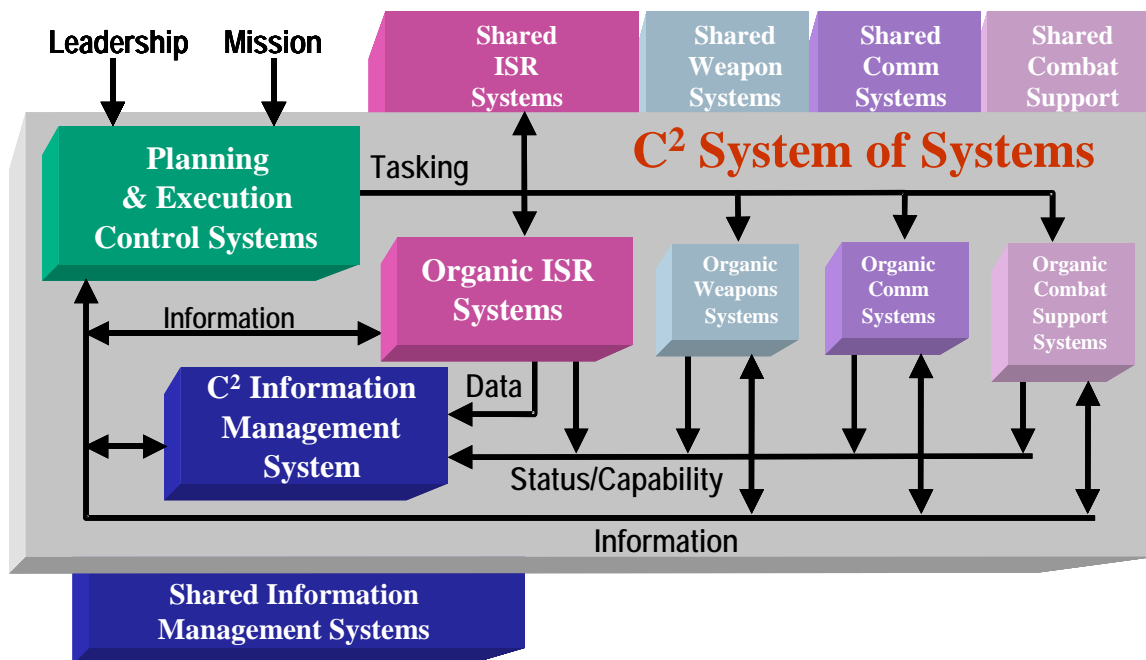 Leadership
Mission
Shared
ISR
Systems
Shared
Weapon
Systems
Shared
Comm
Systems
Shared
Combat
Support
C² System of Systems
Planning
& Execution
Control Systems
Tasking
Organic ISR
Systems
Organic
Weapons
Systems
Organic
Comm
Systems
Organic
Combat
Support
Systems
Information
C² Information
Management
System
Data
Status/Capability
Information
Shared Information
Management Systems